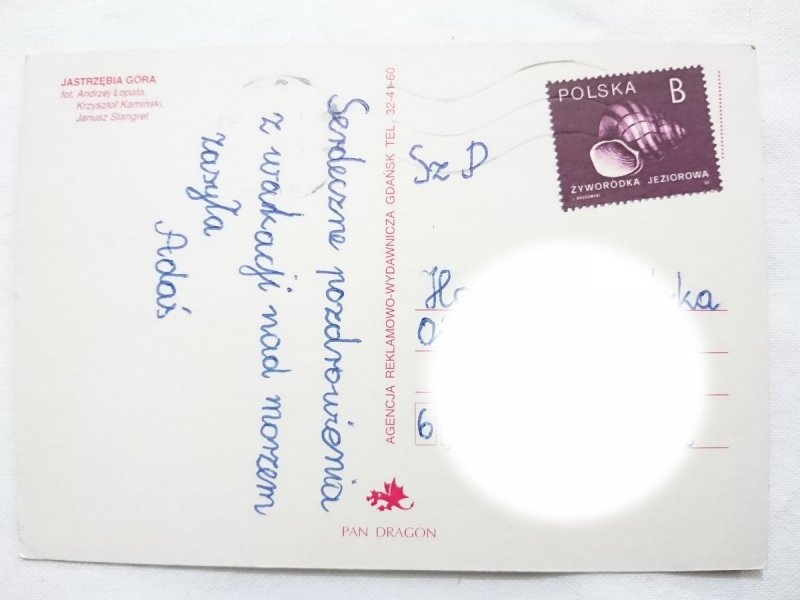 JASTRZĘBIA GÓRA
fot. Andrzej Łopata,
Krzysztof Kamiński,
Janusz Stangret
Serdeczne pozdrowienia
z wakacji nad morzem
zasyła
Adaś
AGENCJA REKLAMOWO-WYDAWNICZA GDAŃSK TEL. 32-41-60
POLSKA B
ŻYWORÓDKA JEZIOROWA
Sz P
6
PAN DRAGON